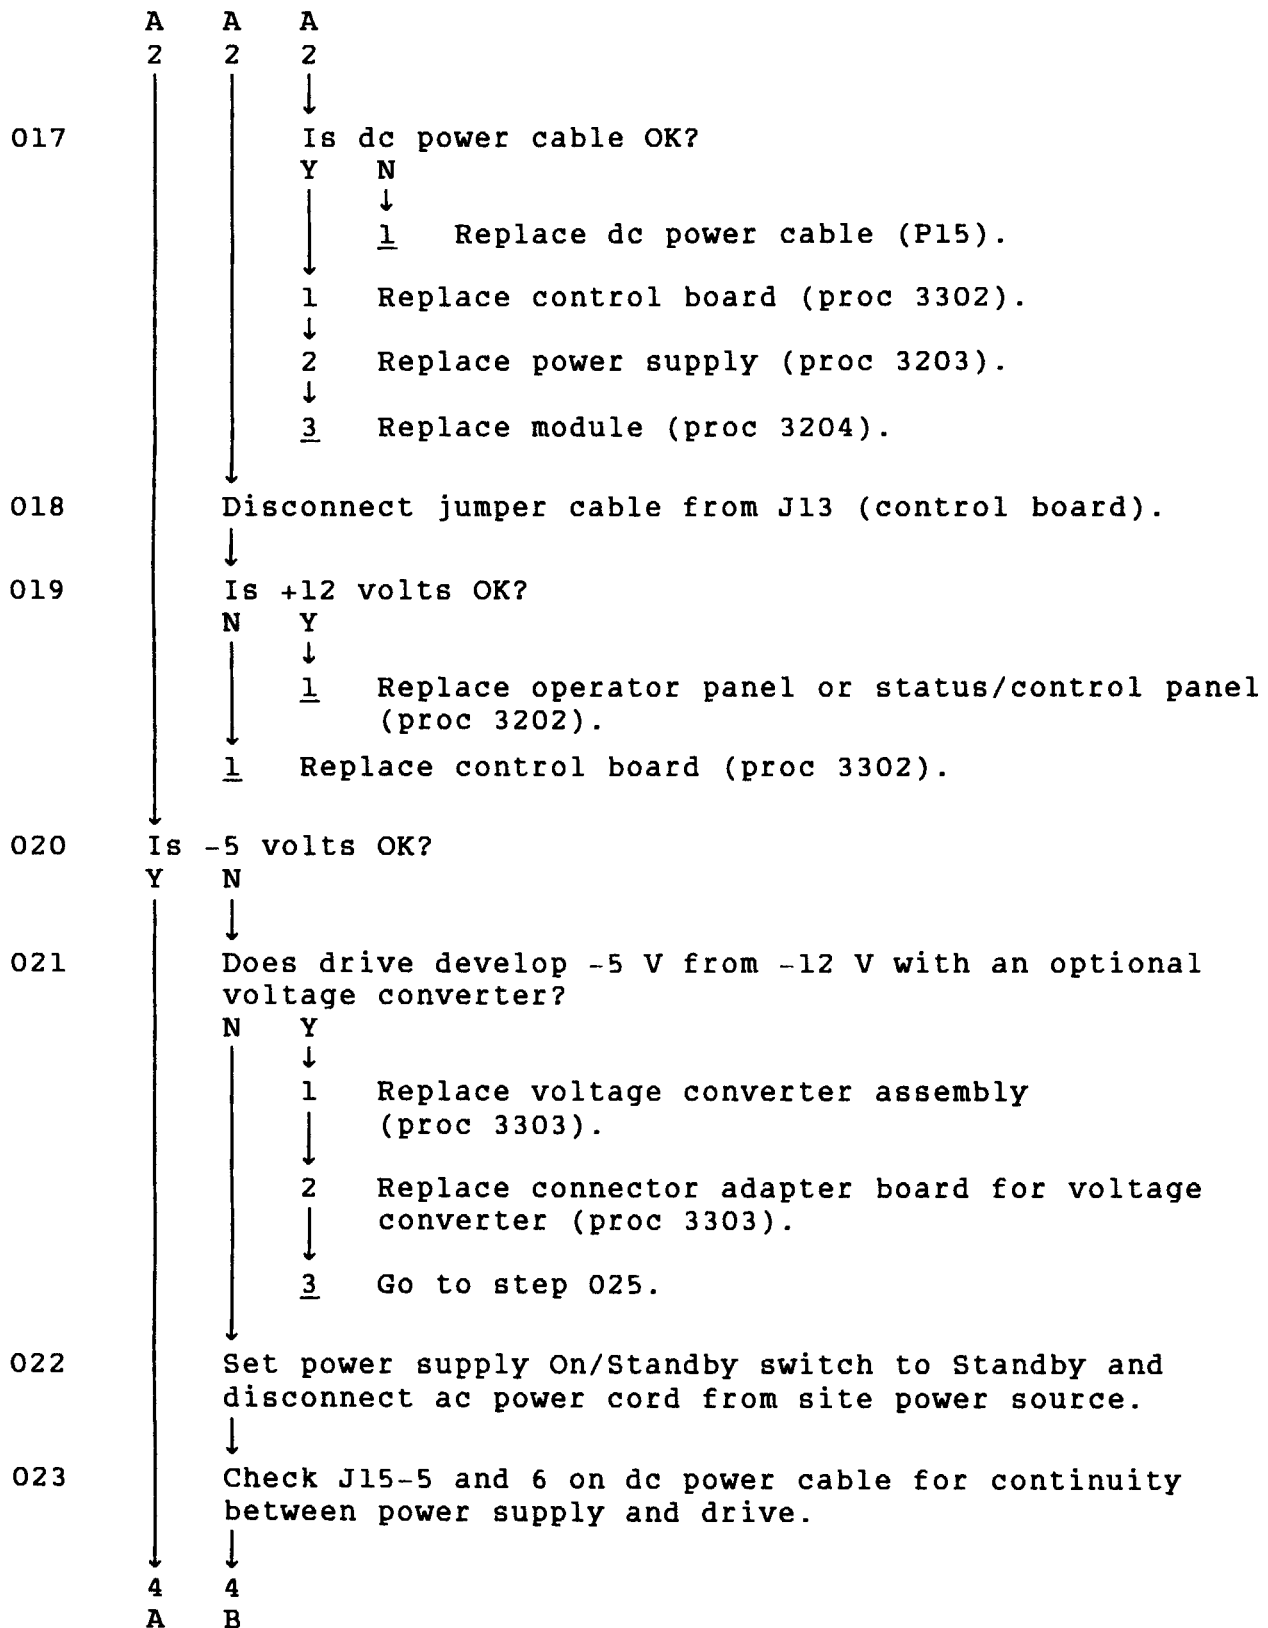 A A A
2 2 2
017 Is dc power cable OK?
Y N
1 Replace dc power cable (P15).
1 Replace control board (proc 3302).
2 Replace power supply (proc 3203).
3 Replace module (proc 3204).
018 Disconnect jumper cable from J13 (control board).
019 Is +12 volts OK?
N Y
1 Replace operator panel or status/control panel
(proc 3202).
1 Replace control board (proc 3302).
020 Is -5 volts OK?
Y N
021 Does drive develop -5 V from -12 V with an optional
voltage converter?
N Y
1 Replace voltage converter assembly
(proc 3303).
2 Replace connector adapter board for voltage
converter (proc 3303).
3 Go to step 025.
022 Set power supply On/Standby switch to Standby and
disconnect ac power cord from site power source.
023 Check J15-5 and 6 on dc power cable for continuity
between power supply and drive.
4 4
A B